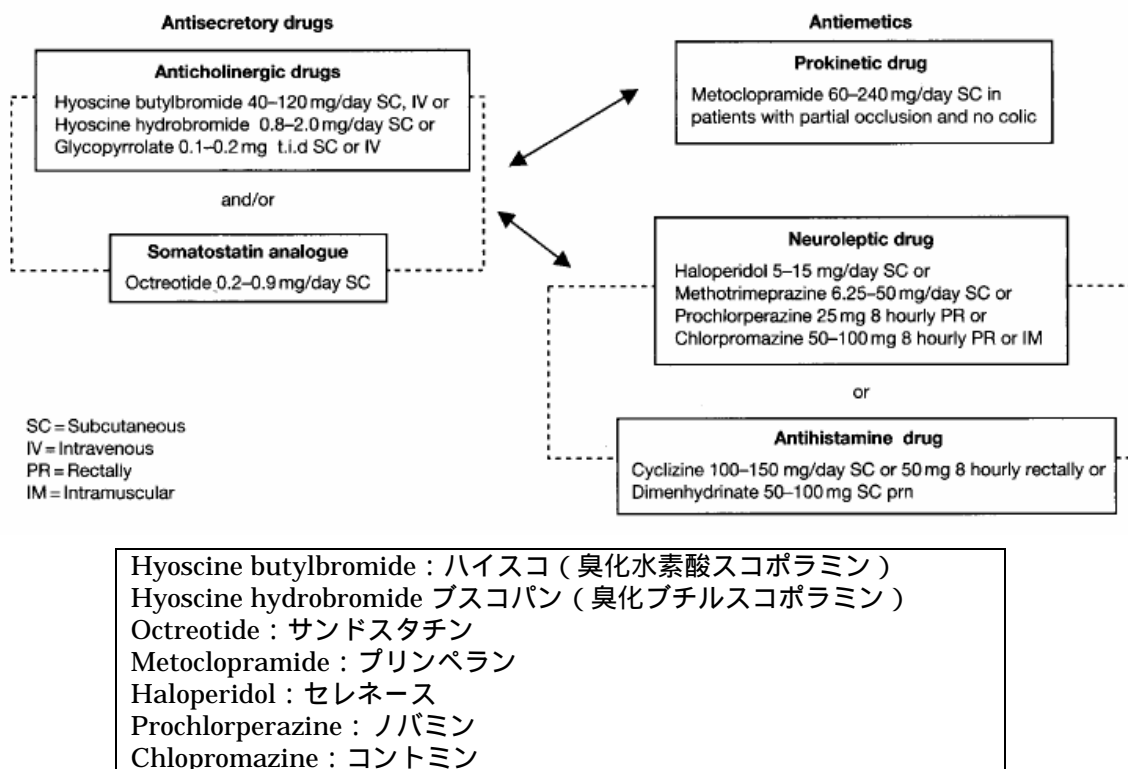 Antisecretory drugs
Anticholinergic drugs
Hyoscine butylbromide 40–120 mg/day SC, IV or
Hyoscine hydrobromide 0.8–2.0 mg/day SC or
Glycopyrrolate 0.1–0.2 mg t.i.d SC or IV
and/or
Somatostatin analogue
Octreotide 0.2–0.9 mg/day SC
SC = Subcutaneous
IV = Intravenous
PR = Rectally
IM = Intramuscular
Antiemetics
Prokinetic drug
Metoclopramide 60–240 mg/day SC in
patients with partial occlusion and no colic
Neuroleptic drug
Haloperidol 5–15 mg/day SC or
Methotrimeprazine 6.25–50 mg/day SC or
Prochlorperazine 25 mg 8 hourly PR or
Chlorpromazine 50–100 mg 8 hourly PR or IM
or
Antihistamine drug
Cyclizine 100–150 mg/day SC or 50 mg 8 hourly rectally or
Dimenhydrinate 50–100 mg SC prn
Hyoscine butylbromide：ハイスコ（臭化水素酸スコポラミン）
Hyoscine hydrobromide ブスコパン（臭化ブチルスコポラミン）
Octreotide：サンドスタチン
Metoclopramide：プリンペラン
Haloperidol：セレネース
Prochlorperazine：ノバミン
Chlopromazine：コントミン